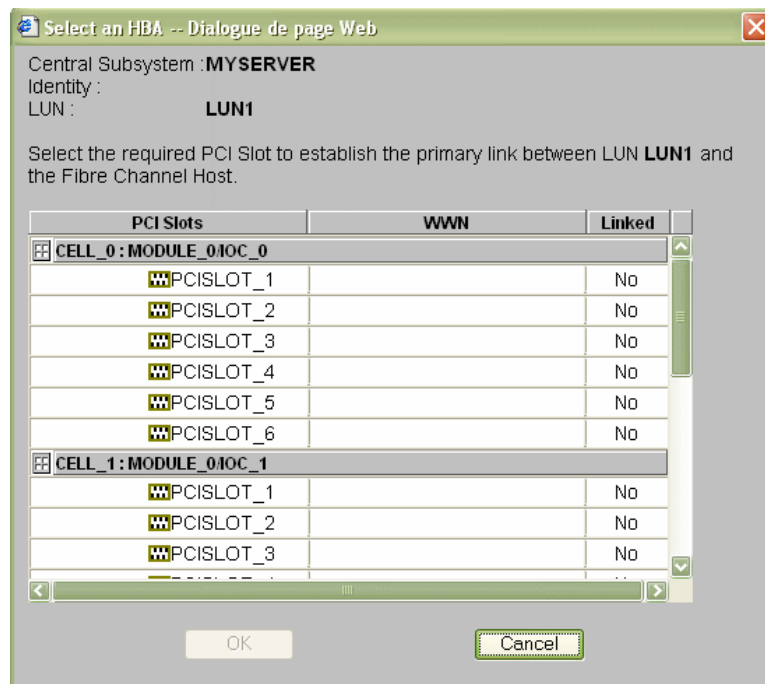 Select an HBA -- Dialogue de page Web
Central Subsystem : MYSERVER
Identity :
LUN : LUN1
Select the required PCI Slot to establish the primary link between LUN LUN1 and
the Fibre Channel Host.
PCI Slots WWN Linked
CELL_0 : MODULE_0/IOC_0
PCISLOT_1 No
PCISLOT_2 No
PCISLOT_3 No
PCISLOT_4 No
PCISLOT_5 No
PCISLOT_6 No
CELL_1 : MODULE_0/IOC_1
PCISLOT_1 No
PCISLOT_2 No
PCISLOT_3 No
OK Cancel